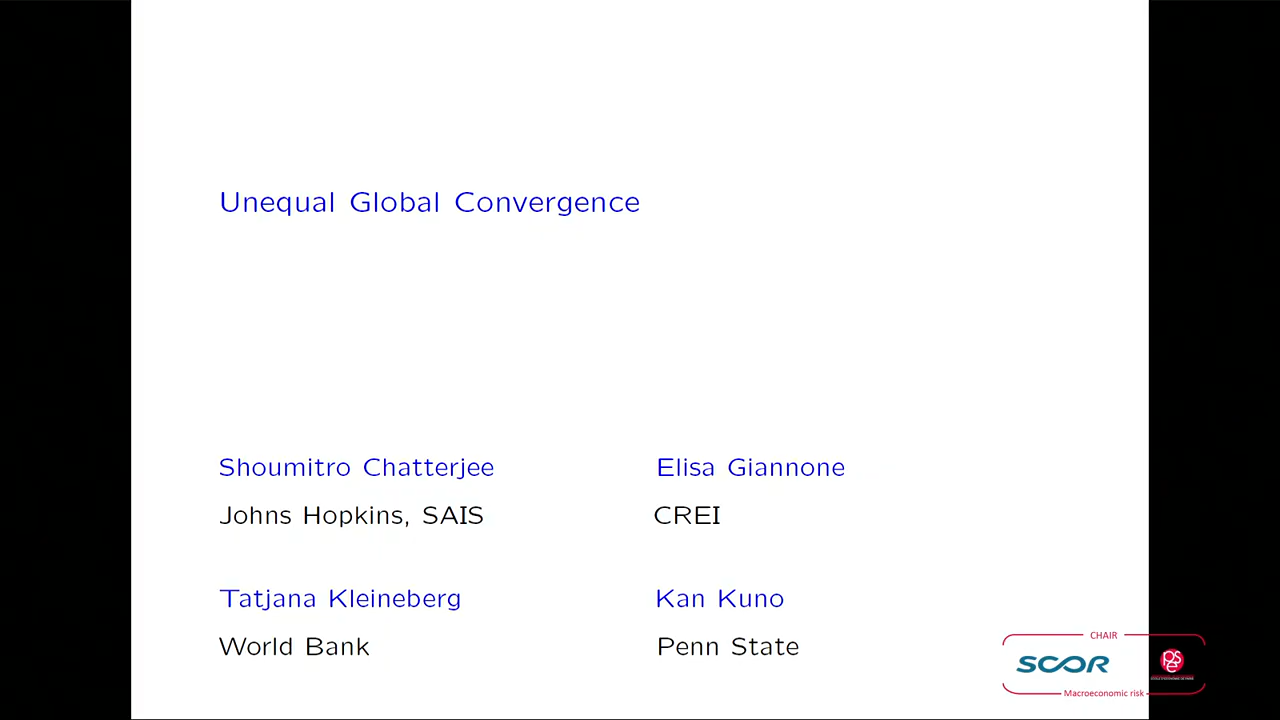 Unequal Global Convergence
Shoumitro Chatterjee
Elisa Giannone
Johns Hopkins, SAIS
CREI
Tatjana Kleineberg
Kan Kuno
World Bank
Penn State
CHAIR
SCOR
pse
Macroeconomic risk